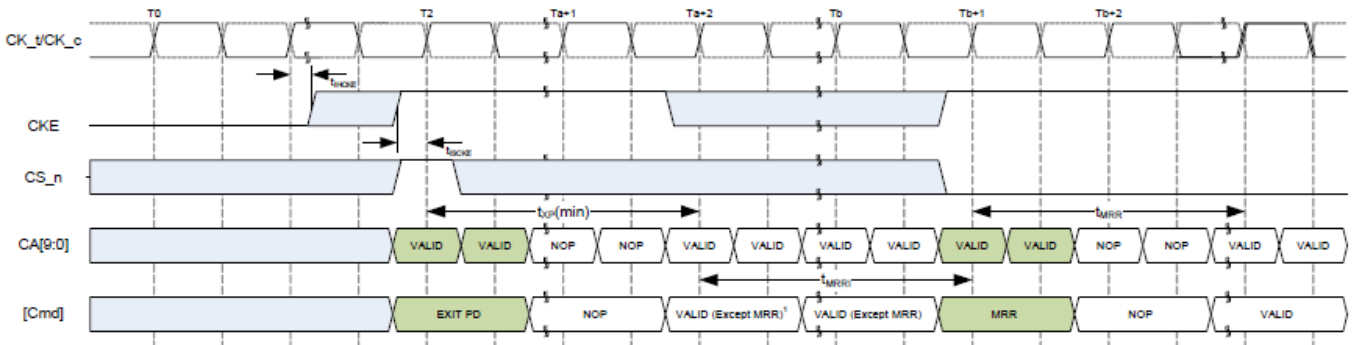 T0 T2 Ta+1 Ta+2 Tb Tb+1 Tb+2
CK_t/CK_c
tIHCKE
CKE
tISCKE
CS_n
tXP(min) tMRR
CA[9:0] VALID VALID NOP NOP VALID VALID VALID VALID VALID VALID NOP NOP VALID VALID
tMRRI
[Cmd] EXIT PD NOP VALID (Except MRR)¹ VALID (Except MRR) MRR NOP VALID